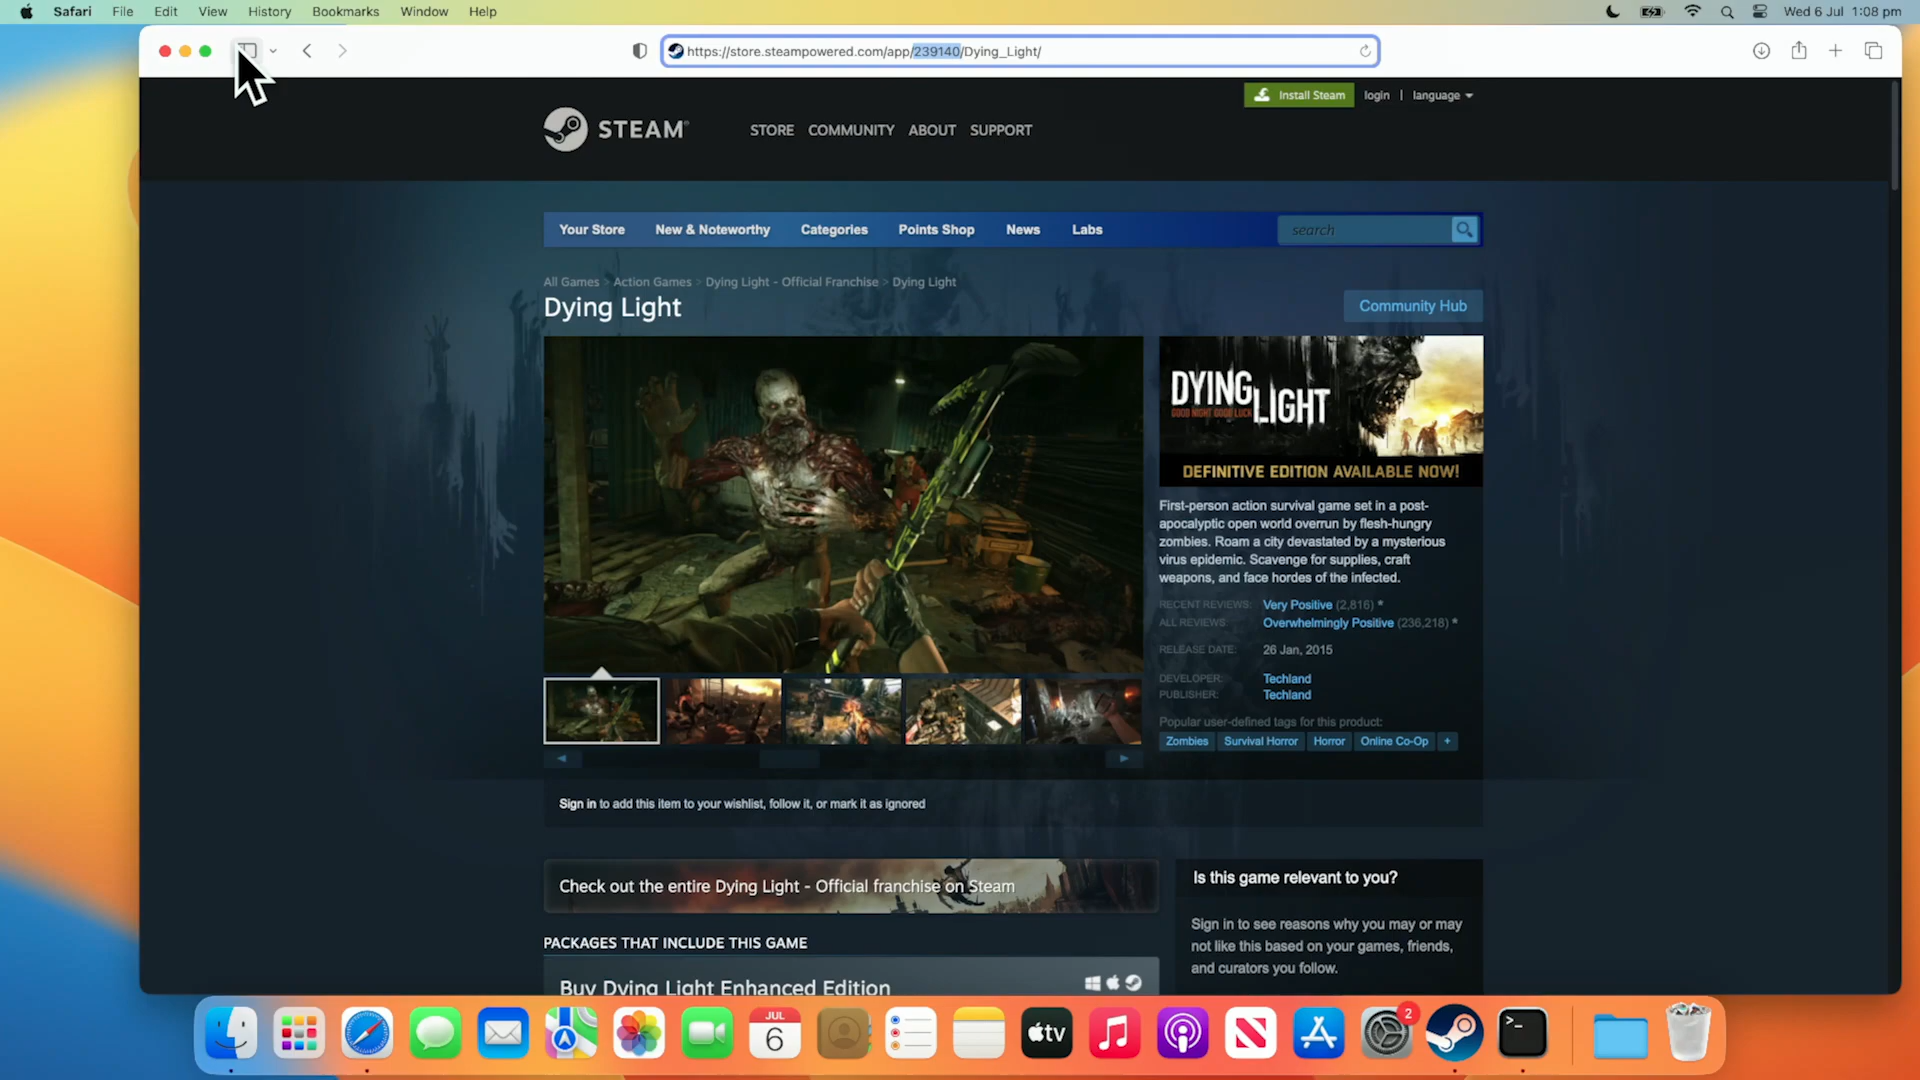 Safari File Edit View History Bookmarks Window Help
Wed 6 Jul 1:08 pm
https://store.steampowered.com/app/239140/Dying_Light/
Install Steam login | language
STEAM®
STORE COMMUNITY ABOUT SUPPORT
Your Store New & Noteworthy Categories Points Shop News Labs
search
All Games > Action Games > Dying Light - Official Franchise > Dying Light
Dying Light
Community Hub
DYING LIGHT
GOOD NIGHT GOOD LUCK
DEFINITIVE EDITION AVAILABLE NOW!
First-person action survival game set in a post-
apocalyptic open world overrun by flesh-hungry
zombies. Roam a city devastated by a mysterious
virus epidemic. Scavenge for supplies, craft
weapons, and face hordes of the infected.
RECENT REVIEWS: Very Positive (2,816) *
ALL REVIEWS: Overwhelmingly Positive (236,218) *
RELEASE DATE: 26 Jan, 2015
DEVELOPER: Techland
PUBLISHER: Techland
Popular user-defined tags for this product:
Zombies Survival Horror Horror Online Co-Op +
Sign in to add this item to your wishlist, follow it, or mark it as ignored
Check out the entire Dying Light - Official franchise on Steam
PACKAGES THAT INCLUDE THIS GAME
Buy Dying Light Enhanced Edition
Is this game relevant to you?
Sign in to see reasons why you may or may
not like this based on your games, friends,
and curators you follow.
JUL
6
tv
2
>_